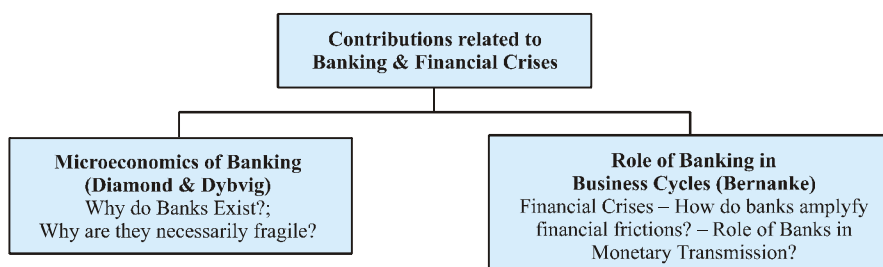 Contributions related to
Banking & Financial Crises
Microeconomics of Banking
(Diamond & Dybvig)
Why do Banks Exist?;
Why are they necessarily fragile?
Role of Banking in
Business Cycles (Bernanke)
Financial Crises – How do banks amplyfy
financial frictions? – Role of Banks in
Monetary Transmission?